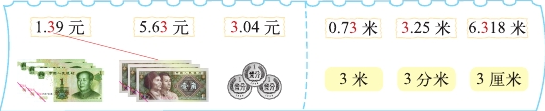 1.39 元 5.63 元 3.04 元 0.73 米 3.25 米 6.318 米
3 米 3 分米 3 厘米